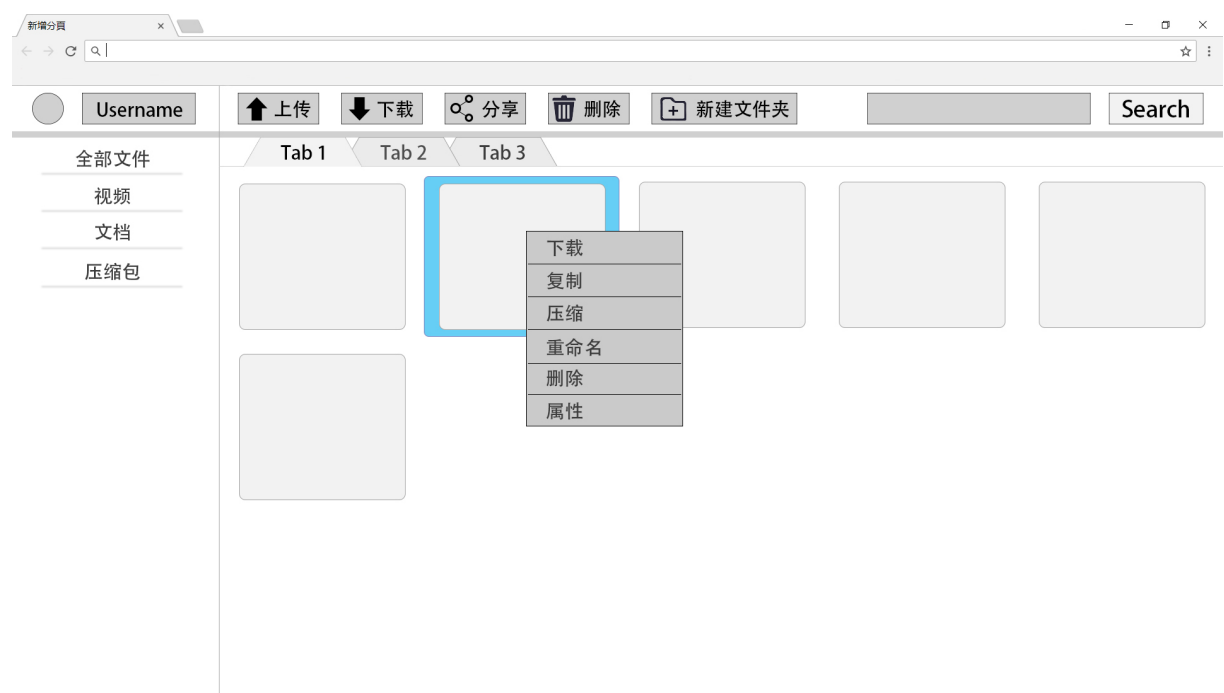 新增分頁
Username
上传
下载
分享
删除
新建文件夹
Search
全部文件
视频
文档
压缩包
Tab 1
Tab 2
Tab 3
下载
复制
压缩
重命名
删除
属性